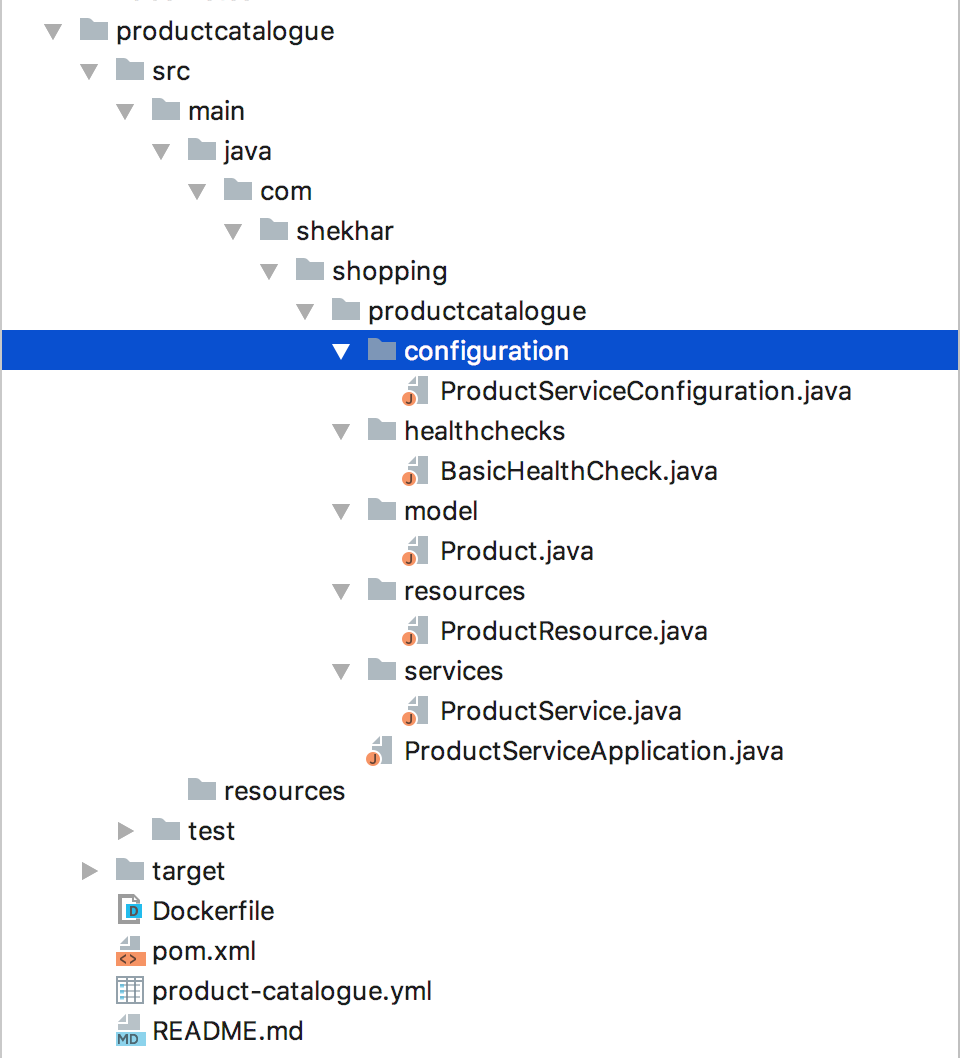 productcatalogue
src
main
java
com
shekhar
shopping
productcatalogue
configuration
ProductServiceConfiguration.java
healthchecks
BasicHealthCheck.java
model
Product.java
resources
ProductResource.java
services
ProductService.java
ProductServiceApplication.java
resources
test
target
Dockerfile
pom.xml
product-catalogue.yml
README.md